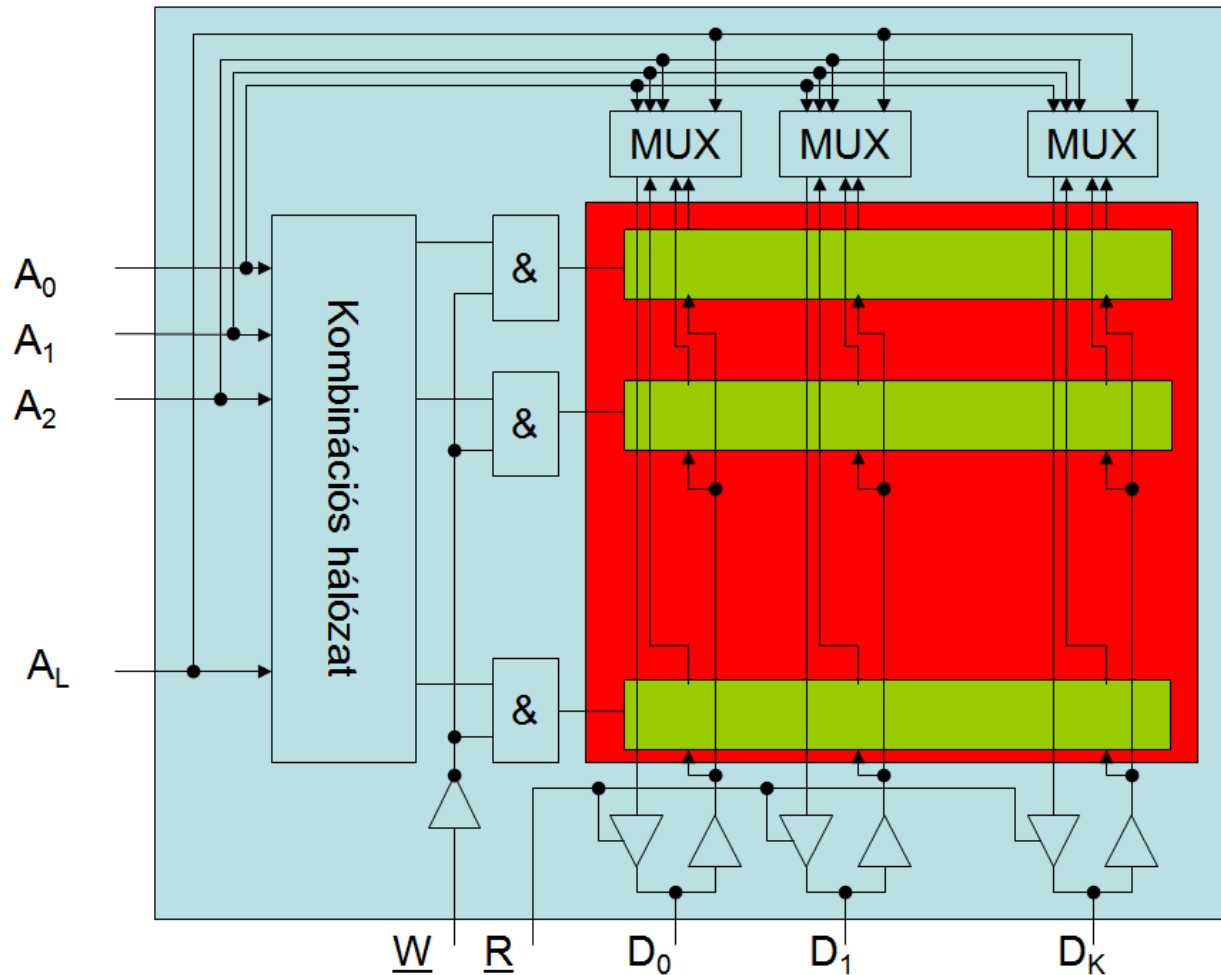 MUX MUX MUX
A0
A1
A2
AL
Kombinációs hálózat
&
&
&
W R D0 D1 DK